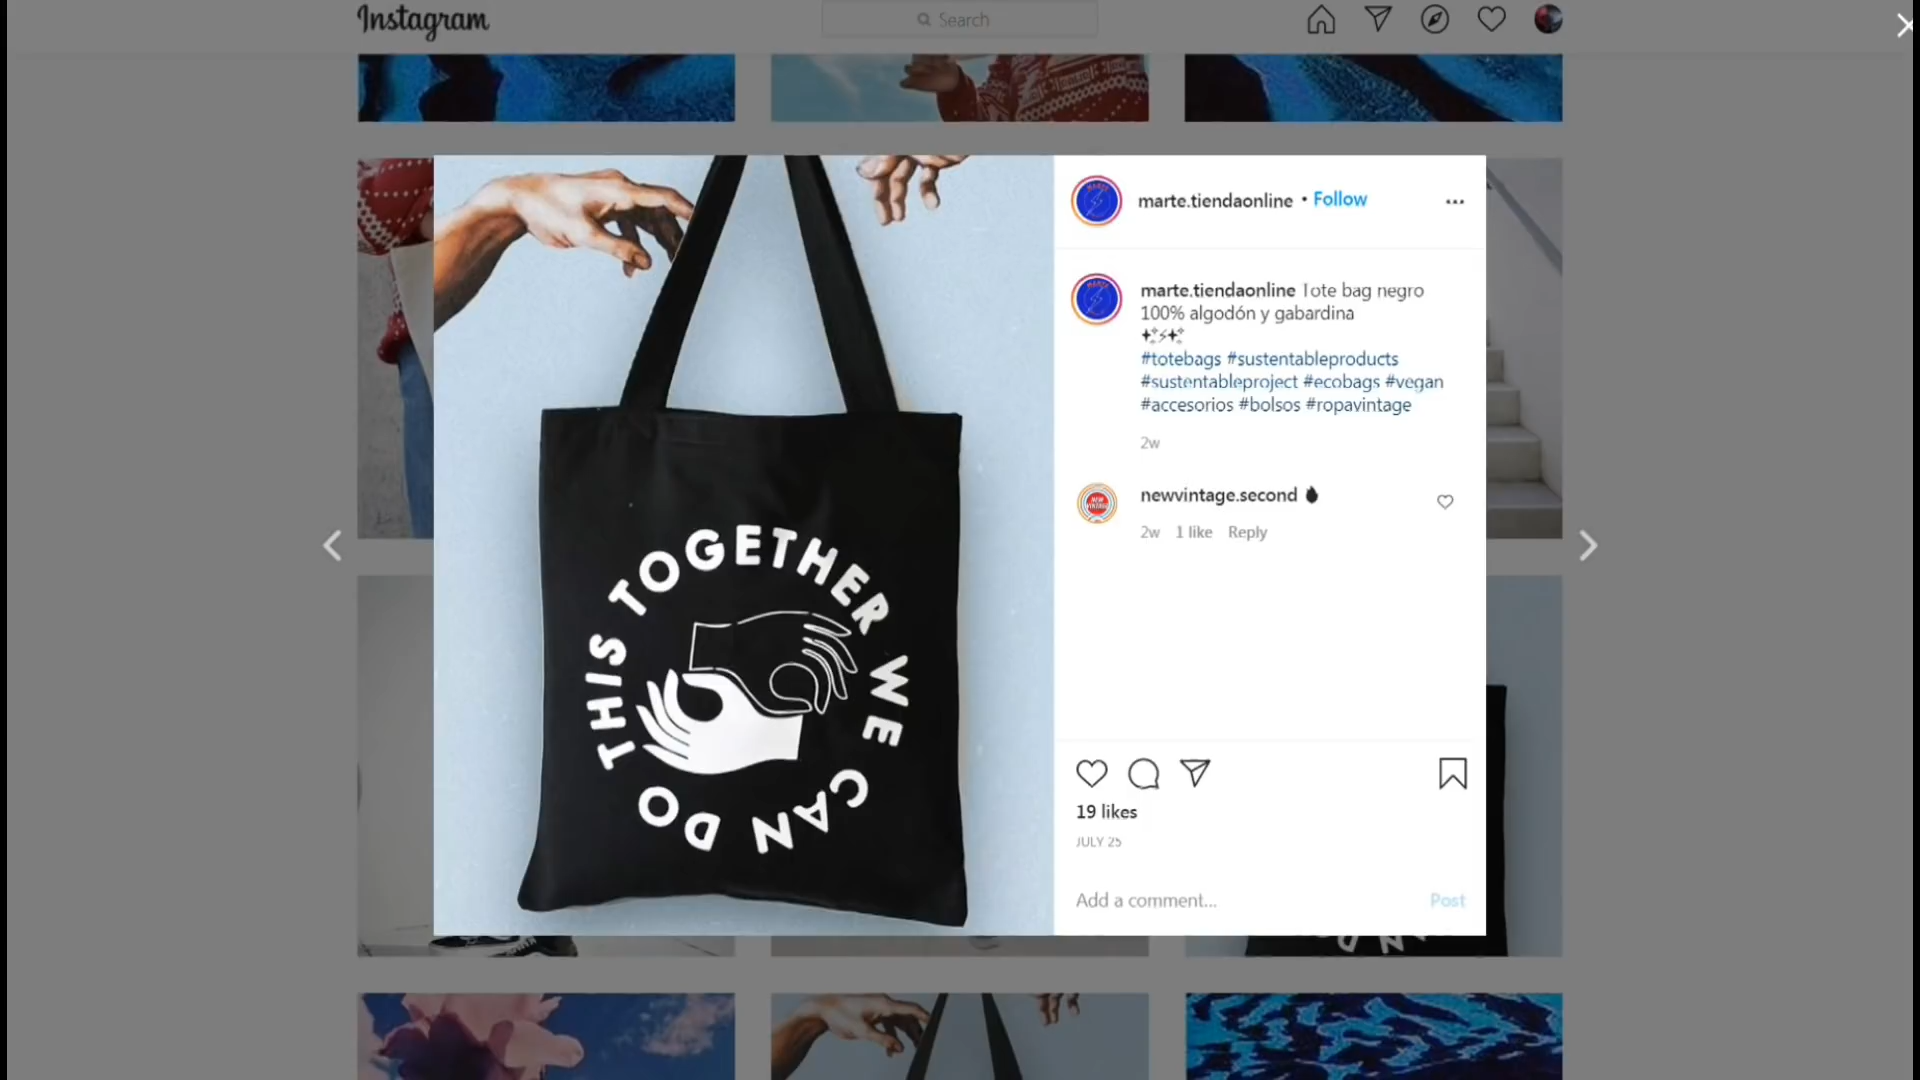 Instagram
Search
TOGETHER WE CAN DO THIS
marte.tiendaonline • Follow
marte.tiendaonline Tote bag negro
100% algodón y gabardina
#totebags #sustentableproducts
#sustentableproject #ecobags #vegan
#accesorios #bolsos #ropavintage
2w
NEW
VINTAGE
newvintage.second
2w 1 like Reply
19 likes
JULY 25
Add a comment... Post